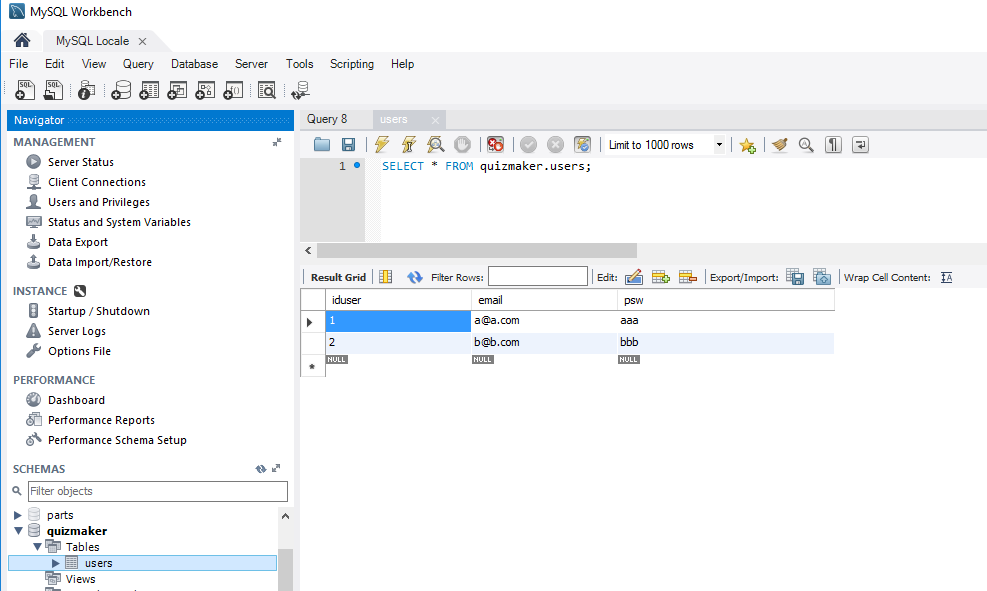 MySQL Workbench
MySQL Locale
File Edit View Query Database Server Tools Scripting Help
Navigator
MANAGEMENT
Server Status
Client Connections
Users and Privileges
Status and System Variables
Data Export
Data Import/Restore
INSTANCE
Startup / Shutdown
Server Logs
Options File
PERFORMANCE
Dashboard
Performance Reports
Performance Schema Setup
SCHEMAS
Filter objects
parts
quizmaker
Tables
users
Views
Query 8 users
Limit to 1000 rows
1 SELECT * FROM quizmaker.users;
Result Grid Filter Rows: Edit: Export/Import: Wrap Cell Content:
iduser email psw
1 a@a.com aaa
2 b@b.com bbb
NULL NULL NULL